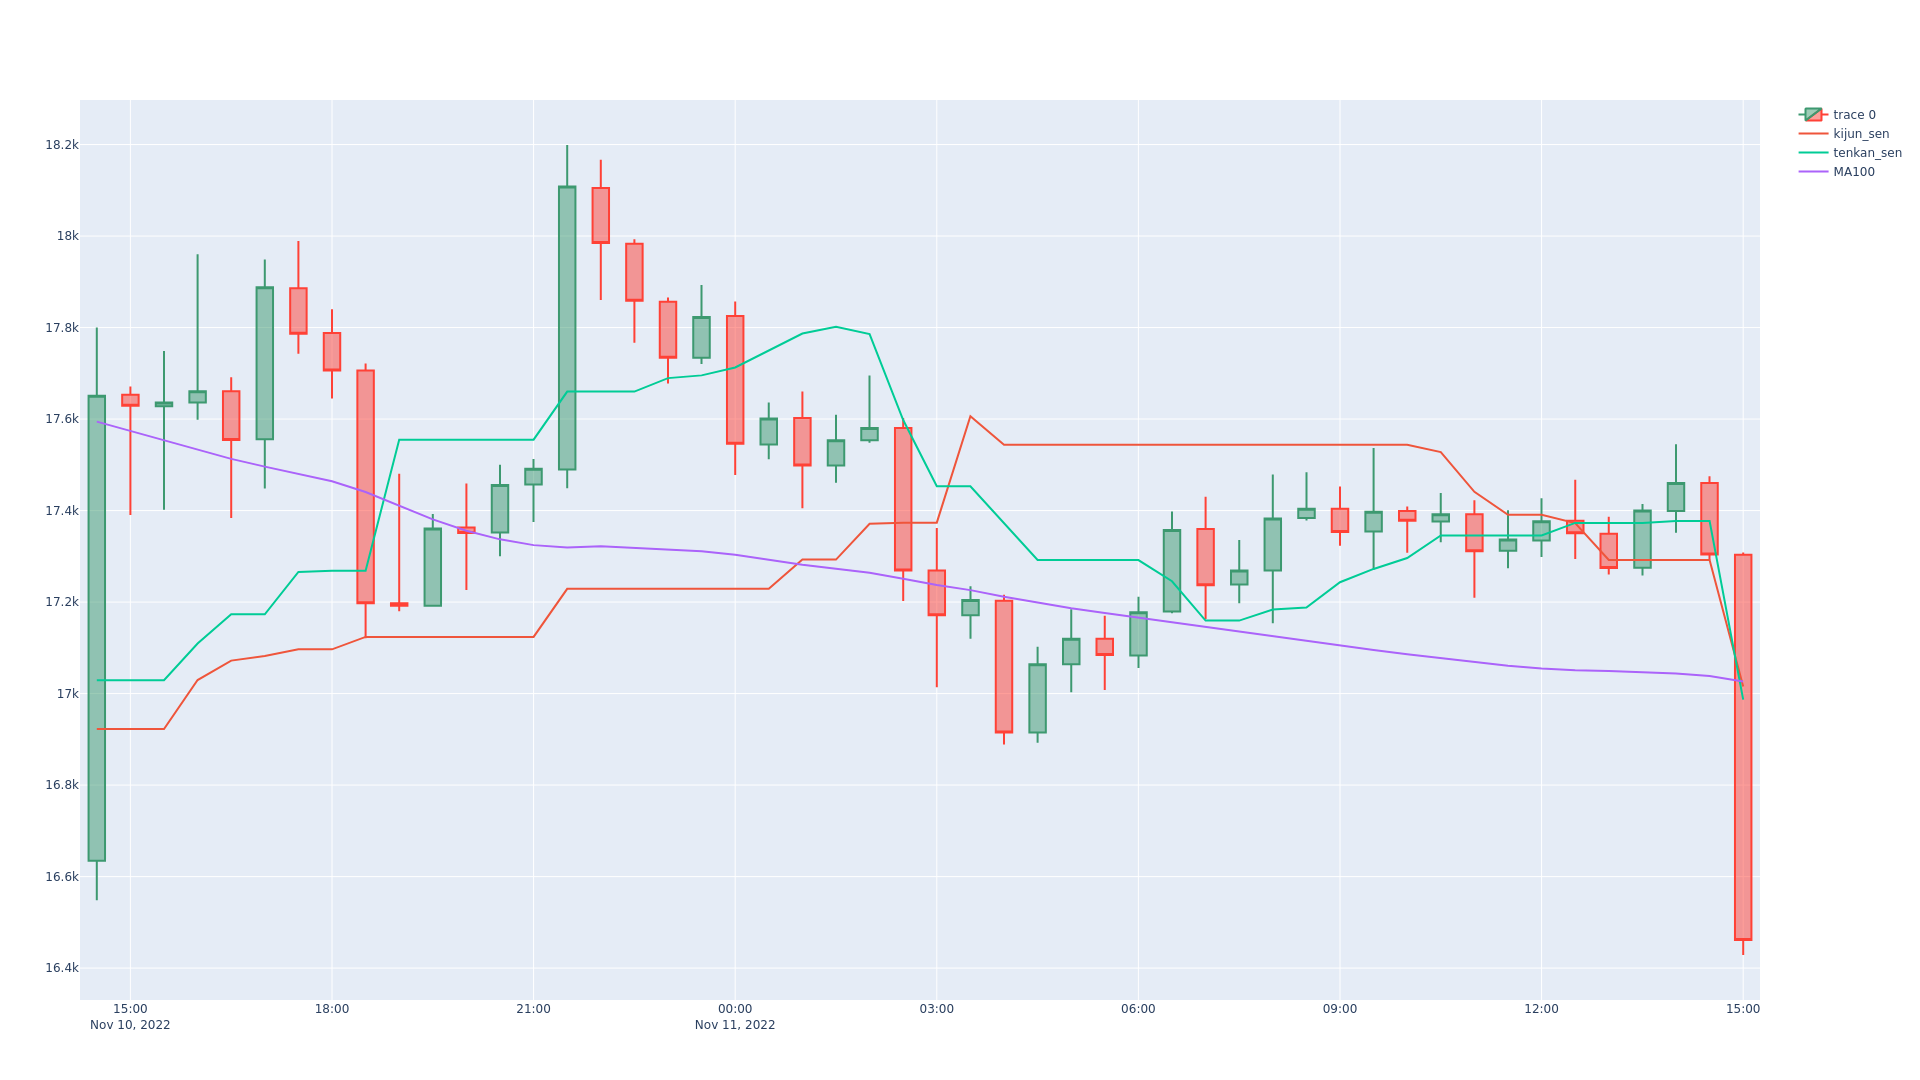 18.2k
18k
17.8k
17.6k
17.4k
17.2k
17k
16.8k
16.6k
16.4k
15:00 18:00 21:00 00:00 03:00 06:00 09:00 12:00 15:00
Nov 10, 2022 Nov 11, 2022
trace 0
kijun_sen
tenkan_sen
MA100